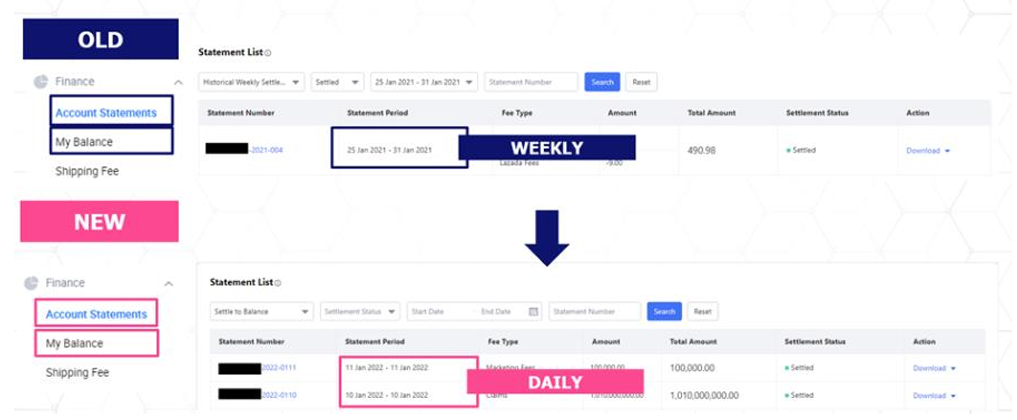 OLD
Statement List
Finance
Historical Weekly Settle... Settled 25 Jan 2021 - 31 Jan 2021 Statement Number Search Reset
Account Statements
Statement Number Statement Period Fee Type Amount Total Amount Settlement Status Action
My Balance
-2021-004 25 Jan 2021 - 31 Jan 2021 WEEKLY 490.98 Settled Download
Lazada Fees -9.00
Shipping Fee
NEW
Finance
Statement List
Settle to Balance Settlement Status Start Date End Date Statement Number Search Reset
Account Statements
Statement Number Statement Period Fee Type Amount Total Amount Settlement Status Action
My Balance
2022-0111 11 Jan 2022 - 11 Jan 2022 Marketing Fees 100,000.00 100,000.00 Settled Download
Shipping Fee
DAILY
2022-0110 10 Jan 2022 - 10 Jan 2022 Claims 1,010,000,000.00 1,010,000,000.00 Settled Download